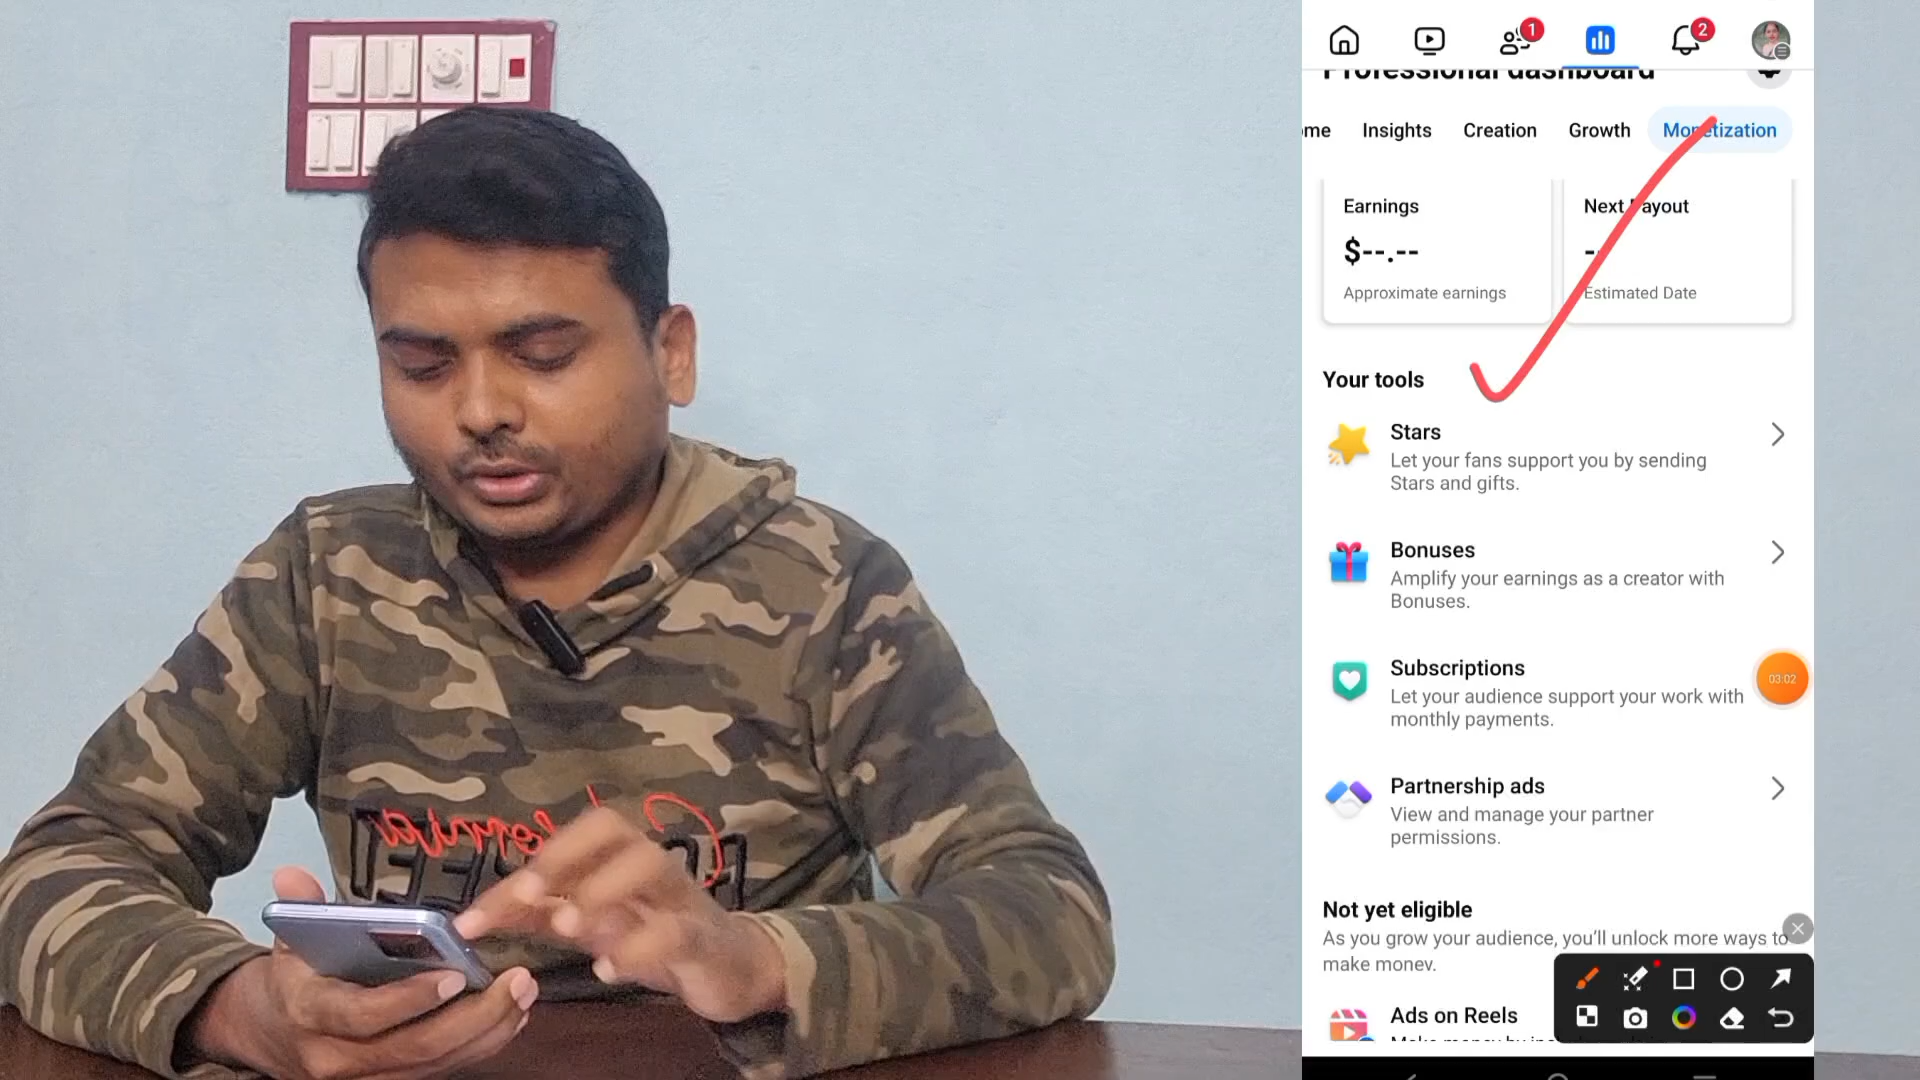 1
2
Professional dashboard
me
Insights
Creation
Growth
Monetization
Earnings
$--.--
Approximate earnings
Next Payout
Estimated Date
Your tools
Stars
Let your fans support you by sending
Stars and gifts.
Bonuses
Amplify your earnings as a creator with
Bonuses.
Subscriptions
Let your audience support your work with
monthly payments.
03:02
Partnership ads
View and manage your partner
permissions.
Not yet eligible
As you grow your audience, you'll unlock more ways to
make money.
Ads on Reels